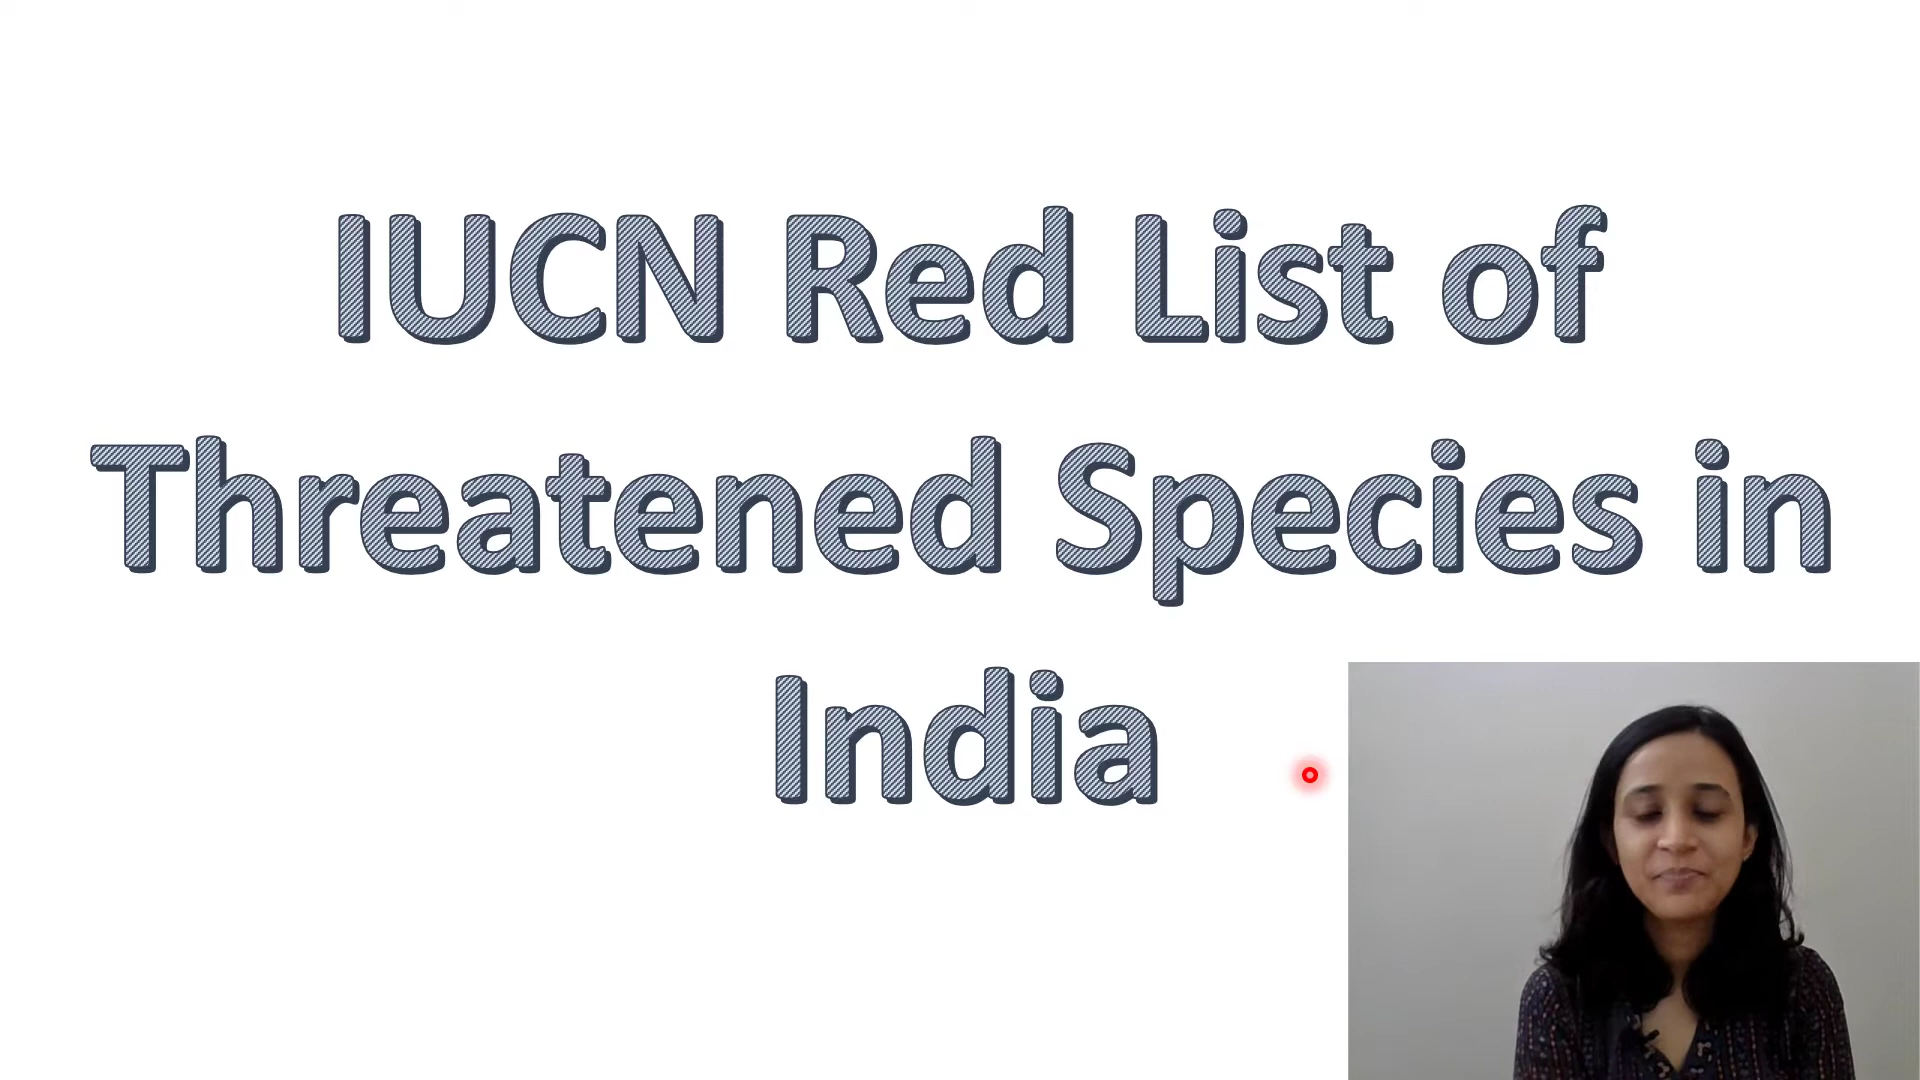 IUCN Red List of
Threatened Species in
India